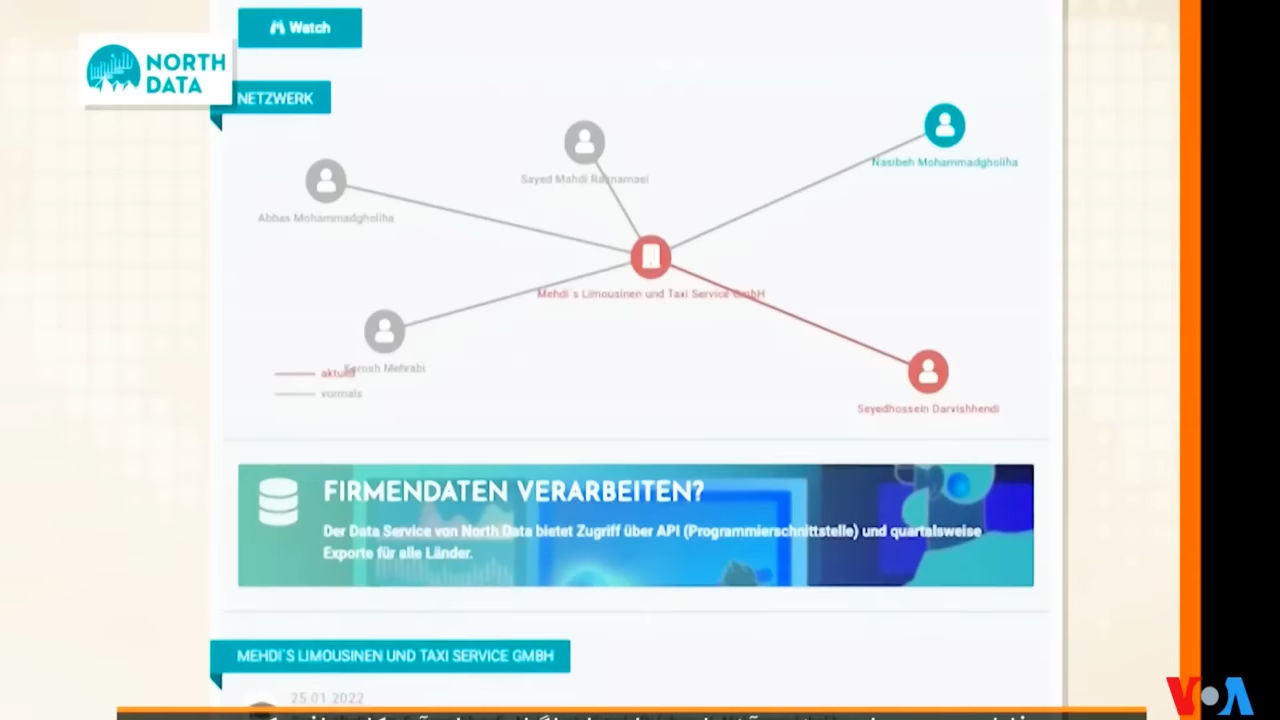 Watch
NORTH
DATA
NETZWERK
Nasibeh Mohammadgholiha
Sayed Mahdi
Abbas Mohammadgholiha
Mehdi´s Limousinen und Taxi Service GmbH
Mehrabi
aktuell
vormals
Seyedhossein Darvishhendi
FIRMENDATEN VERARBEITEN?
Der Data Service von North Data bietet Zugriff über API (Programmierschnittstelle) und quartalsweise
Exporte für alle Länder.
MEHDI´S LIMOUSINEN UND TAXI SERVICE GMBH
25.01.2022
VOA